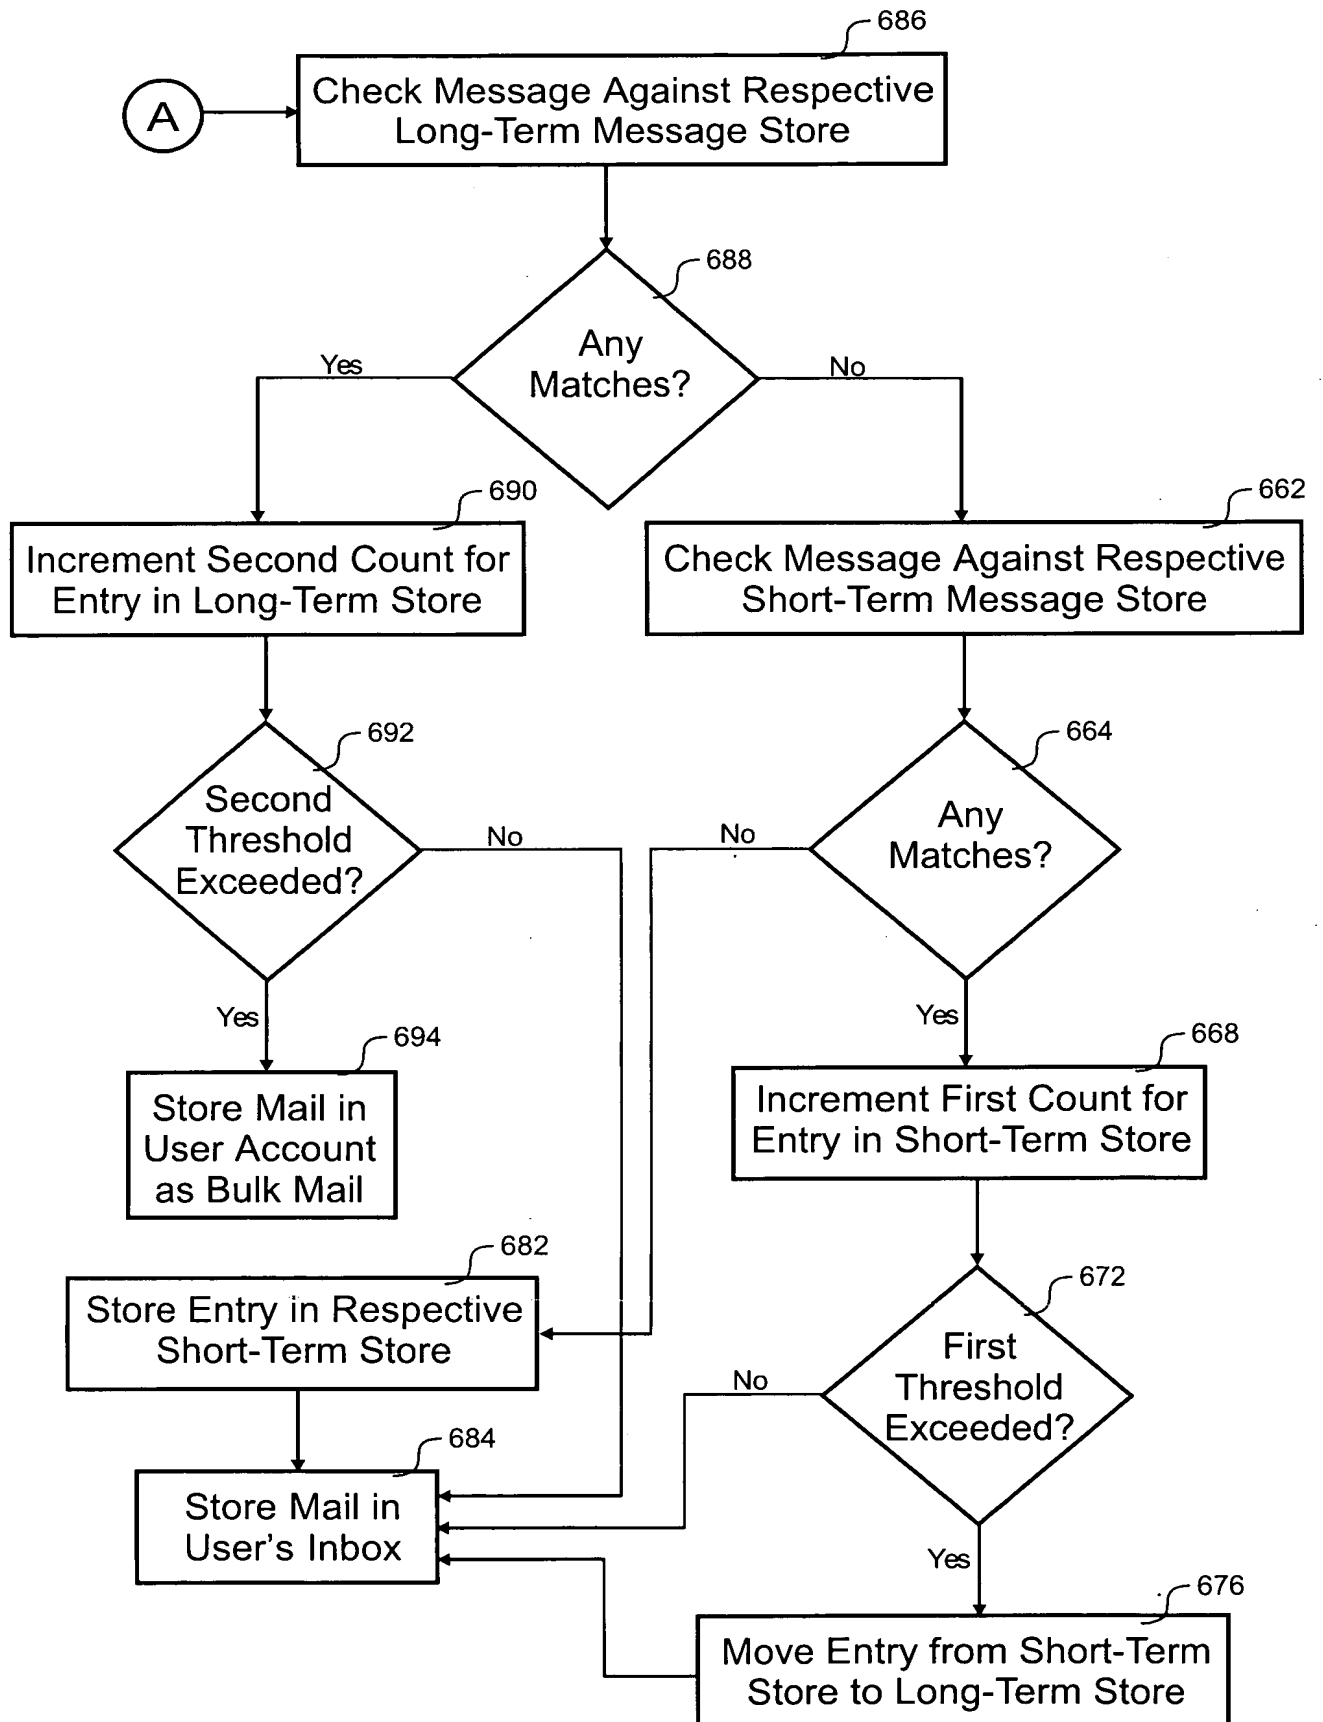 686
A
Check Message Against Respective
Long-Term Message Store
688
Any
Matches?
Yes
No
690
662
Increment Second Count for
Entry in Long-Term Store
Check Message Against Respective
Short-Term Message Store
692
664
Second
Threshold
Exceeded?
No
No
Any
Matches?
Yes
Yes
694
668
Store Mail in
User Account
as Bulk Mail
Increment First Count for
Entry in Short-Term Store
682
672
Store Entry in Respective
Short-Term Store
First
Threshold
Exceeded?
No
684
Store Mail in
User's Inbox
Yes
676
Move Entry from Short-Term
Store to Long-Term Store